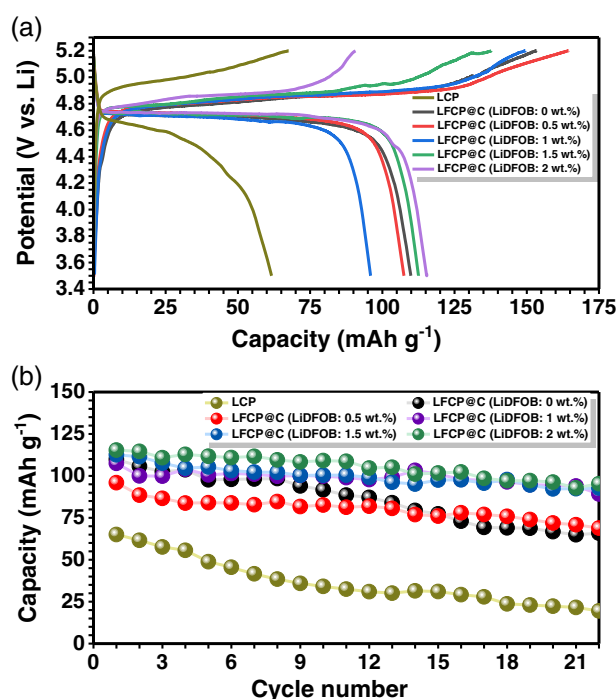 (a)
5.2
5.0
4.8
4.6
4.4
4.2
4.0
3.8
3.6
3.4
Potential (V vs. Li)
LCP
LFCP@C (LiDFOB: 0 wt.%)
LFCP@C (LiDFOB: 0.5 wt.%)
LFCP@C (LiDFOB: 1 wt.%)
LFCP@C (LiDFOB: 1.5 wt.%)
LFCP@C (LiDFOB: 2 wt.%)
0 25 50 75 100 125 150 175
Capacity (mAh g-1)
(b)
150
125
100
75
50
25
0
Capacity (mAh g-1)
LCP LFCP@C (LiDFOB: 0 wt.%)
LFCP@C (LiDFOB: 0.5 wt.%) LFCP@C (LiDFOB: 1 wt.%)
LFCP@C (LiDFOB: 1.5 wt.%) LFCP@C (LiDFOB: 2 wt.%)
0 3 6 9 12 15 18 21
Cycle number